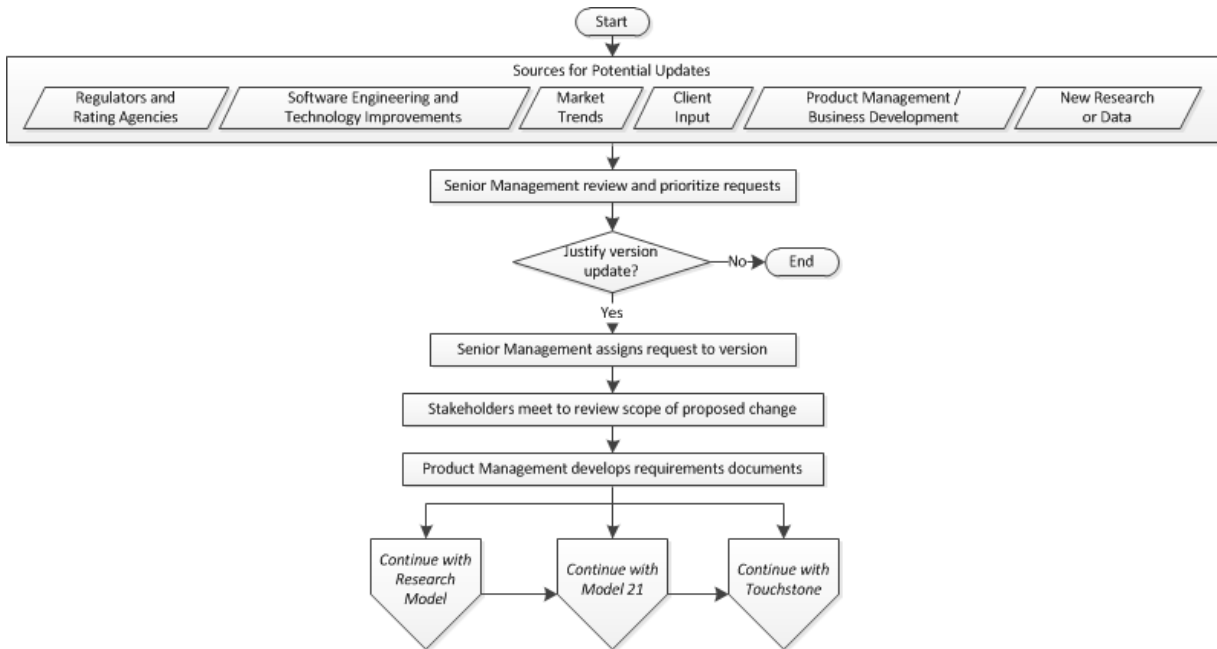 Start
Sources for Potential Updates
Regulators and
Rating Agencies
Software Engineering and
Technology Improvements
Market
Trends
Client
Input
Product Management /
Business Development
New Research
or Data
Senior Management review and prioritize requests
Justify version
update?
No
End
Yes
Senior Management assigns request to version
Stakeholders meet to review scope of proposed change
Product Management develops requirements documents
Continue with
Research
Model
Continue with
Model 21
Continue with
Touchstone